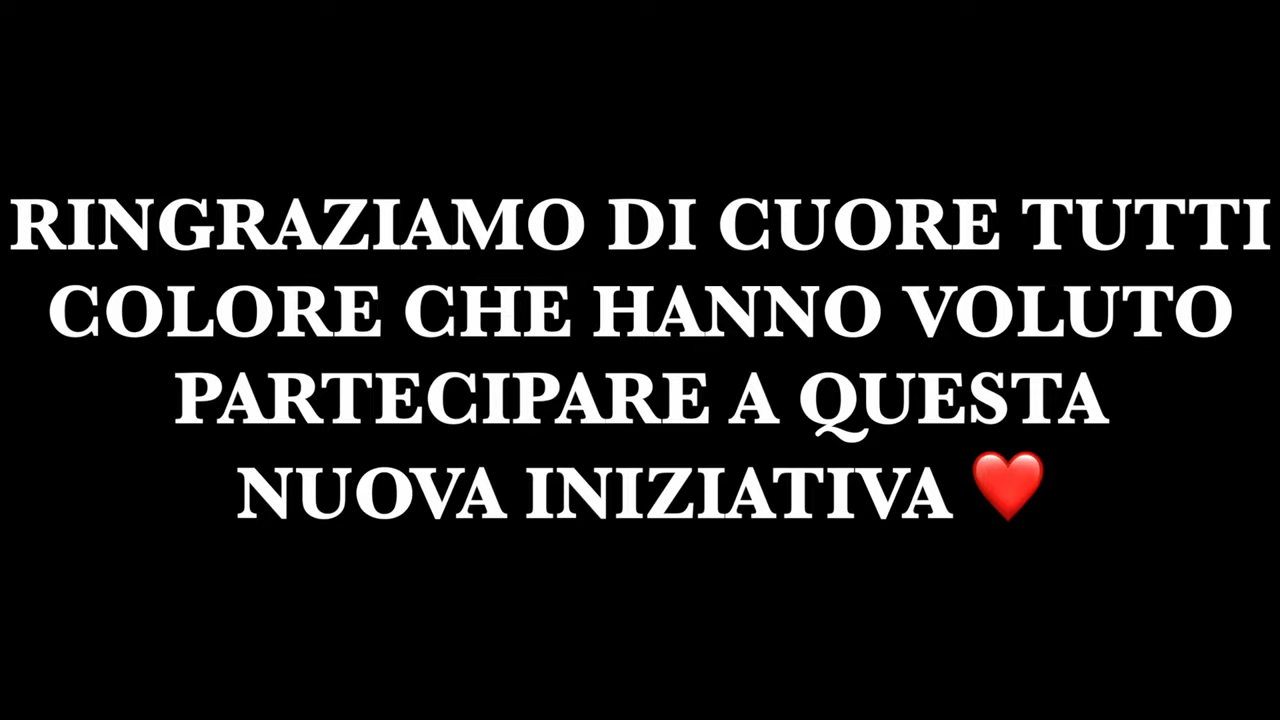 RINGRAZIAMO DI CUORE TUTTI
COLORE CHE HANNO VOLUTO
PARTECIPARE A QUESTA
NUOVA INIZIATIVA ❤️